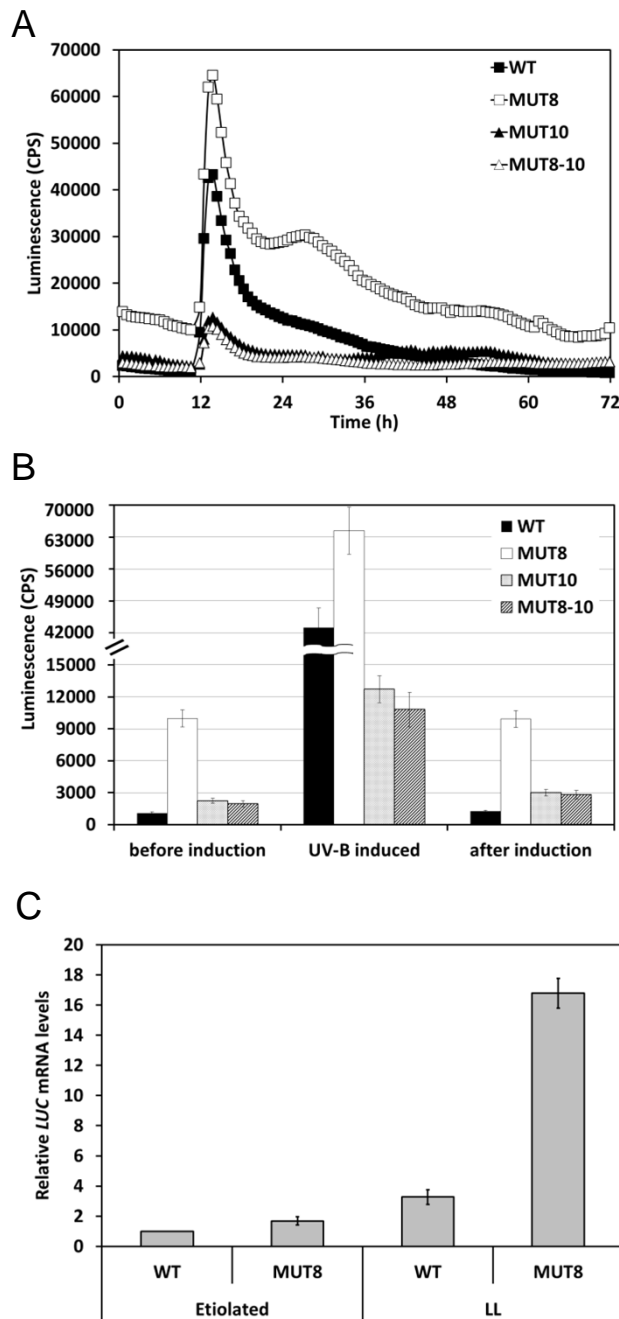 A
70000
60000
50000
40000
30000
20000
10000
0
Luminescence (CPS)
WT
MUT8
MUT10
MUT8-10
0 12 24 36 48 60 72
Time (h)
B
70000
63000
56000
49000
42000
15000
12000
9000
6000
3000
0
Luminescence (CPS)
WT
MUT8
MUT10
MUT8-10
before induction UV-B induced after induction
C
20
18
16
14
12
10
8
6
4
2
0
Relative LUC mRNA levels
WT MUT8 WT MUT8
Etiolated LL